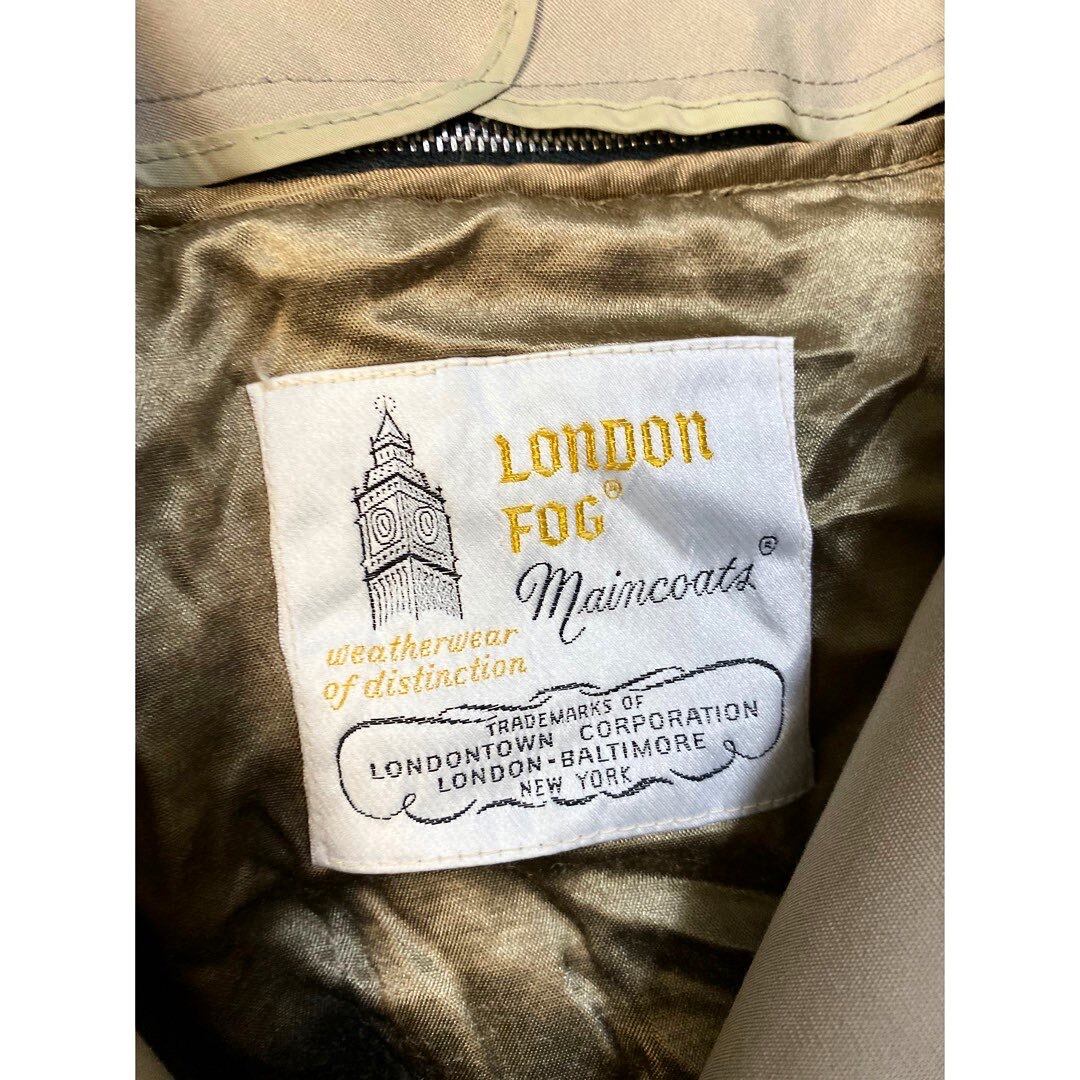 LONDON
FOG®
Maincoats®
weatherwear
of distinction
TRADEMARKS OF
LONDONTOWN CORPORATION
LONDON-BALTIMORE
NEW YORK